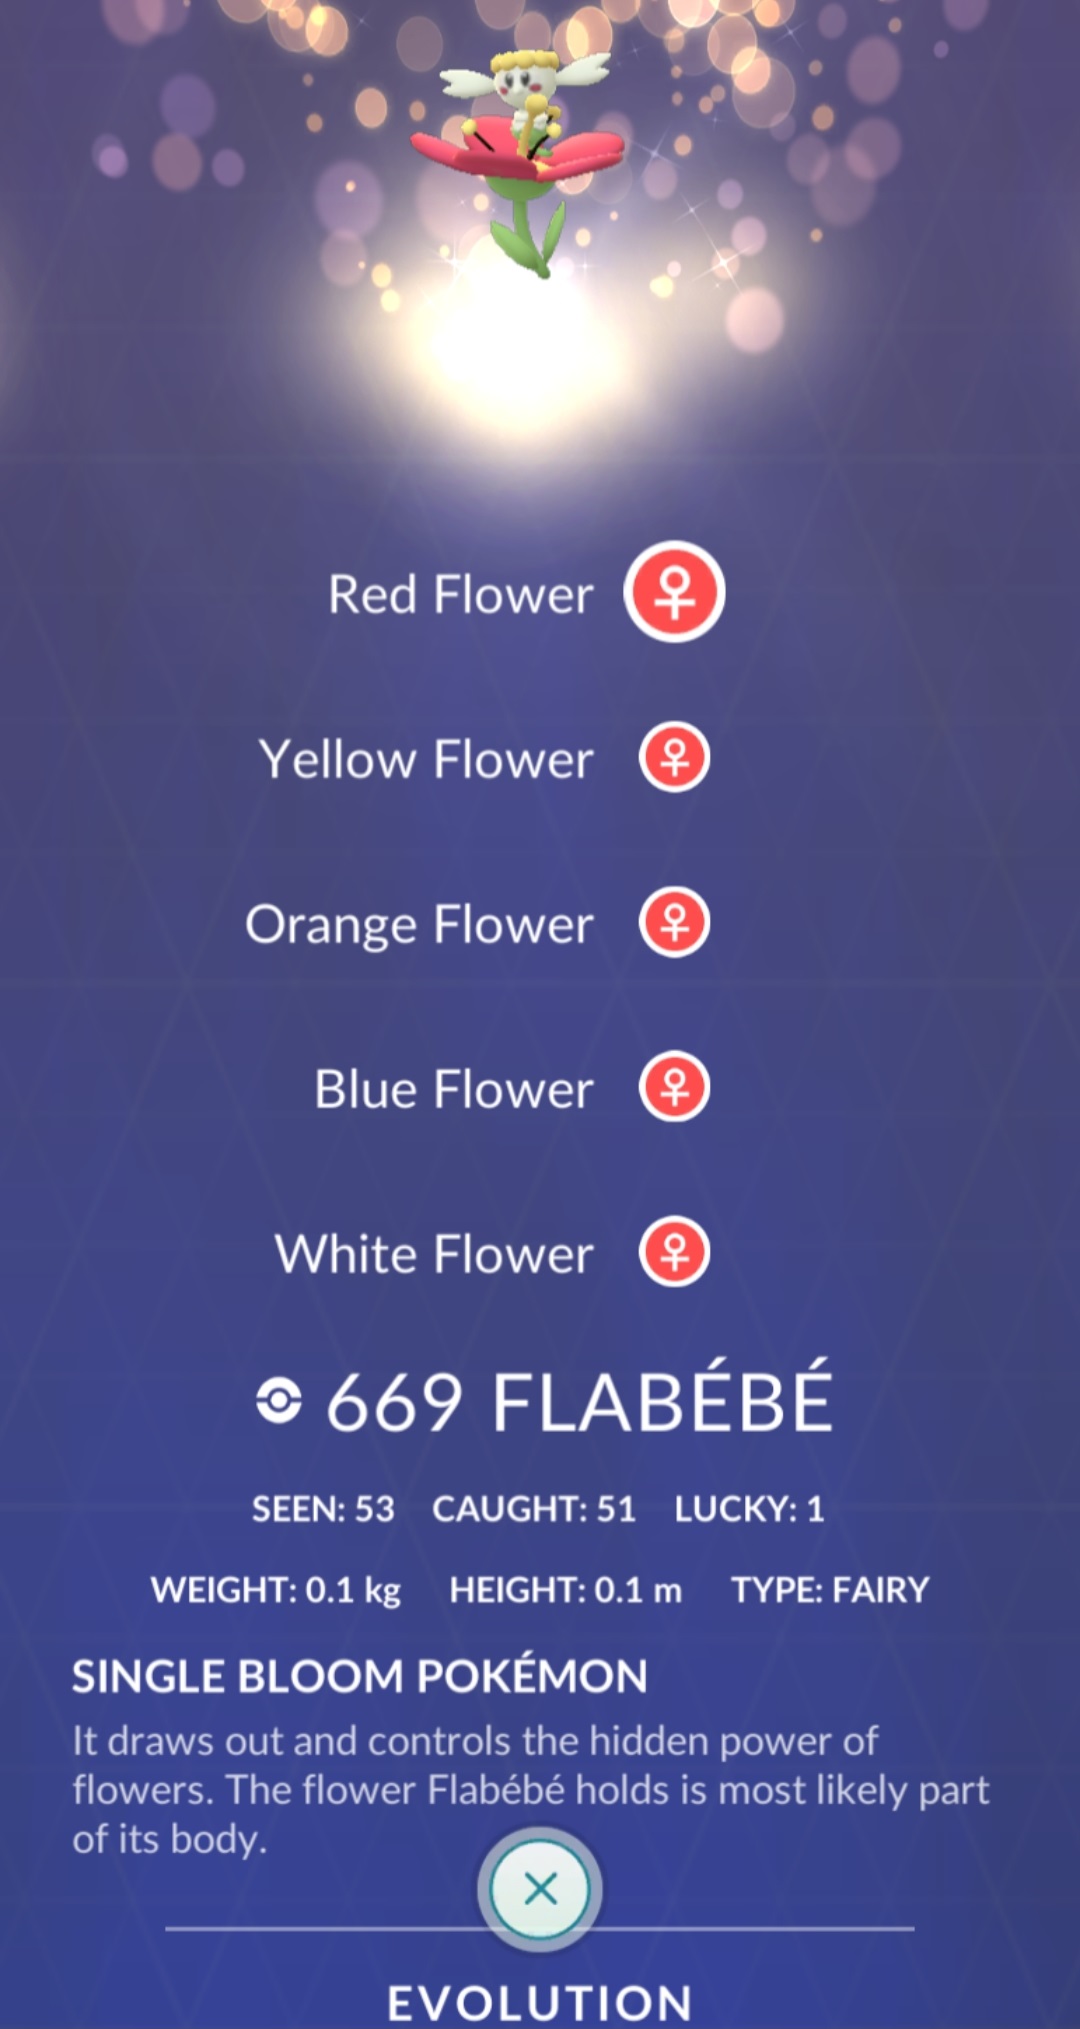 Red Flower
Yellow Flower
Orange Flower
Blue Flower
White Flower
669 FLABÉBÉ
SEEN: 53 CAUGHT: 51 LUCKY: 1
WEIGHT: 0.1 kg HEIGHT: 0.1 m TYPE: FAIRY
SINGLE BLOOM POKÉMON
It draws out and controls the hidden power of
flowers. The flower Flabébé holds is most likely part
of its body.
EVOLUTION